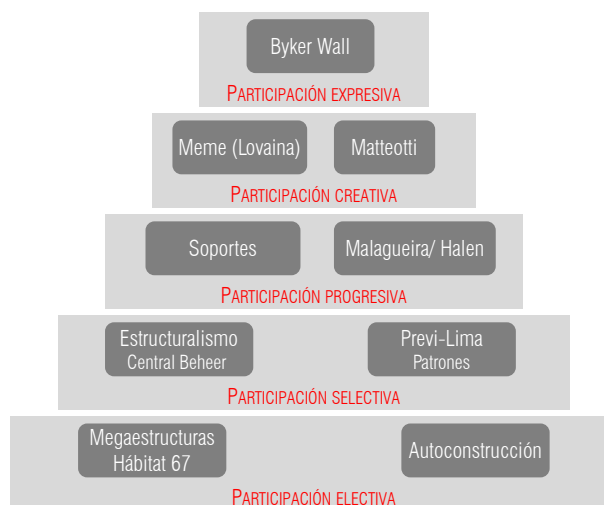 Byker Wall
PARTICIPACIÓN EXPRESIVA
Meme (Lovaina)
Matteotti
PARTICIPACIÓN CREATIVA
Soportes
Malagueira/ Halen
PARTICIPACIÓN PROGRESIVA
Estructuralismo
Central Beheer
Previ-Lima
Patrones
PARTICIPACIÓN SELECTIVA
Megaestructuras
Hábitat 67
Autoconstrucción
PARTICIPACIÓN ELECTIVA